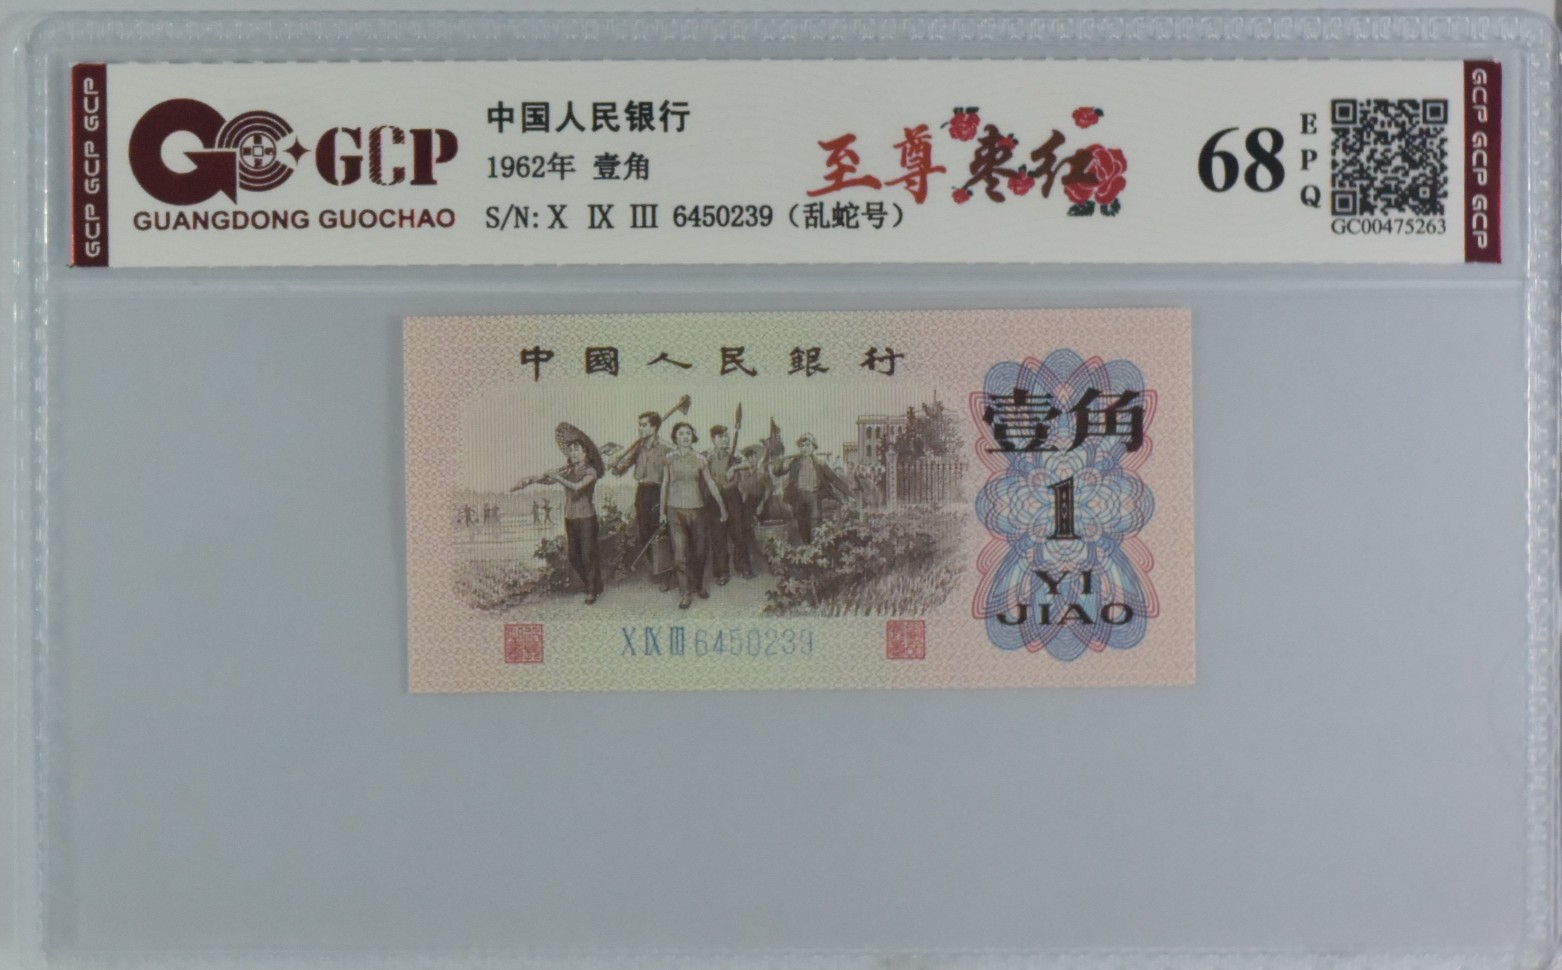 GCP GCP GCP
GCP
GUANGDONG GUOCHAO
中国人民银行
1962年 壹角
S/N: X IX III 6450239（乱蛇号）
至尊枣红
68
EPQ
GC00475263
GCP GCP GCP
中國人民銀行
壹角
1
YI
JIAO
X IX III 6450239